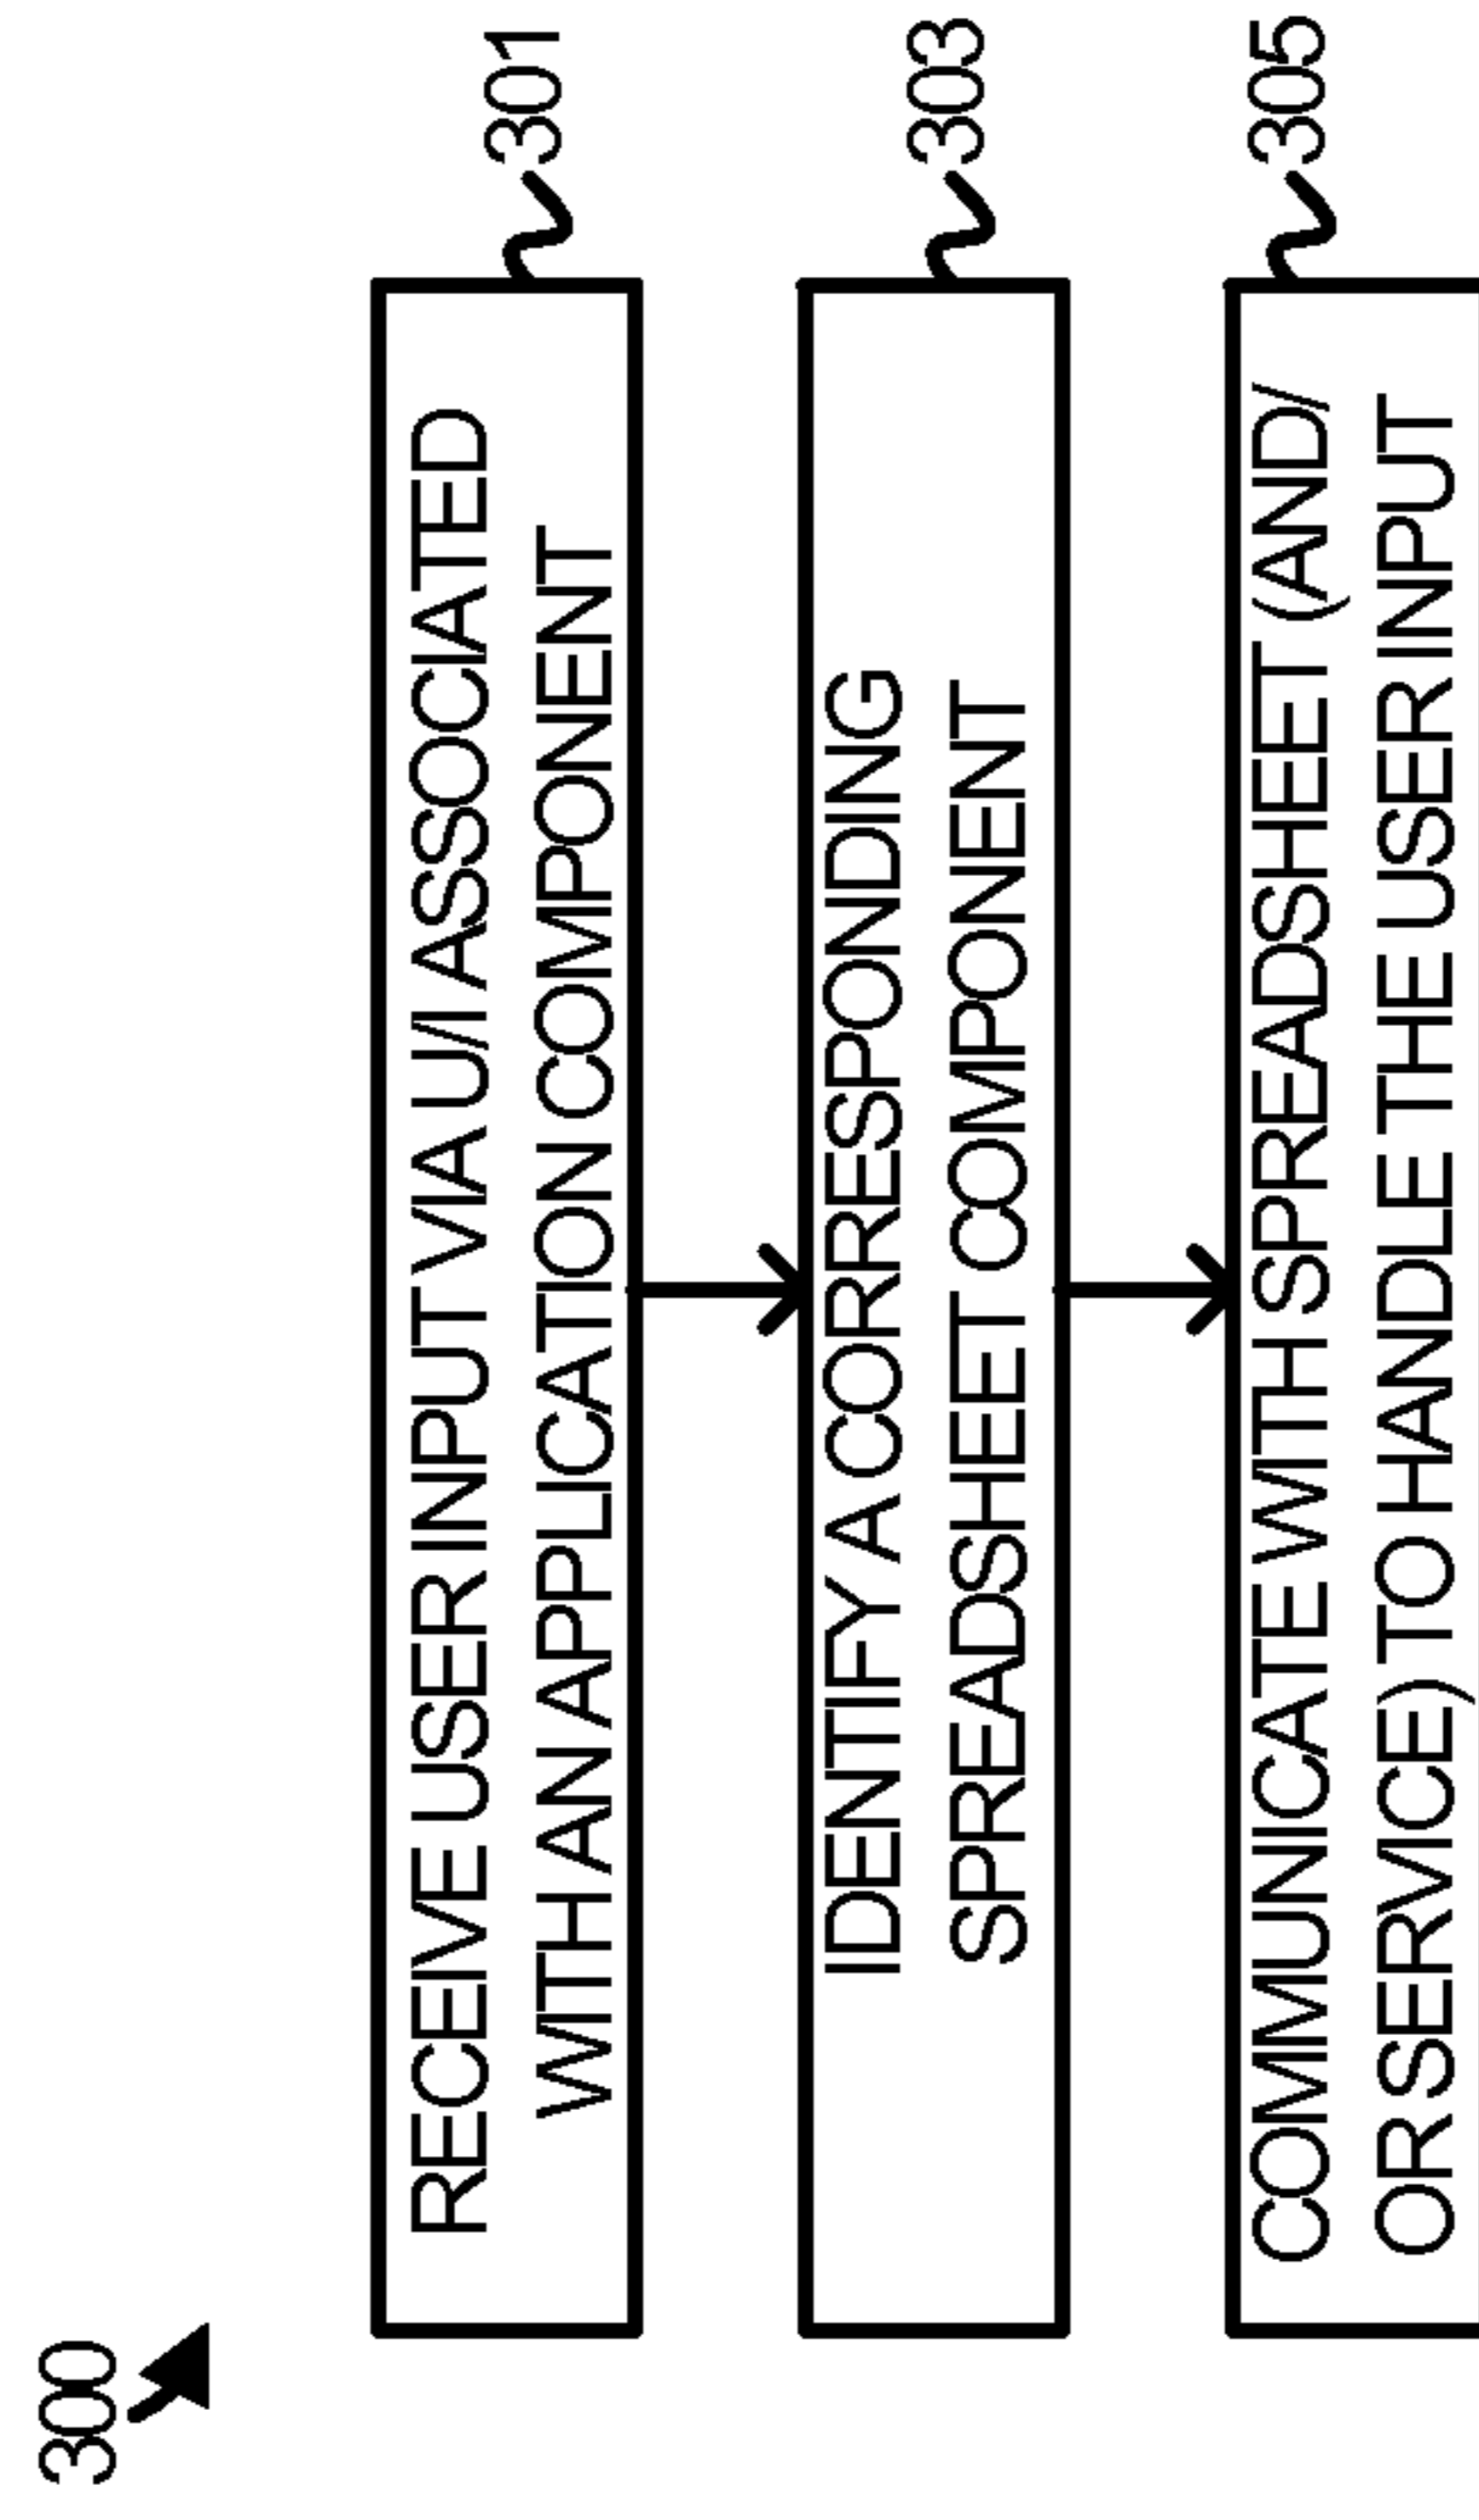 300
RECEIVE USER INPUT VIA U/I ASSOCIATED
WITH AN APPLICATION COMPONENT
301
IDENTIFY A CORRESPONDING
SPREADSHEET COMPONENT
303
COMMUNICATE WITH SPREADSHEET (AND/
OR SERVICE) TO HANDLE THE USER INPUT
305